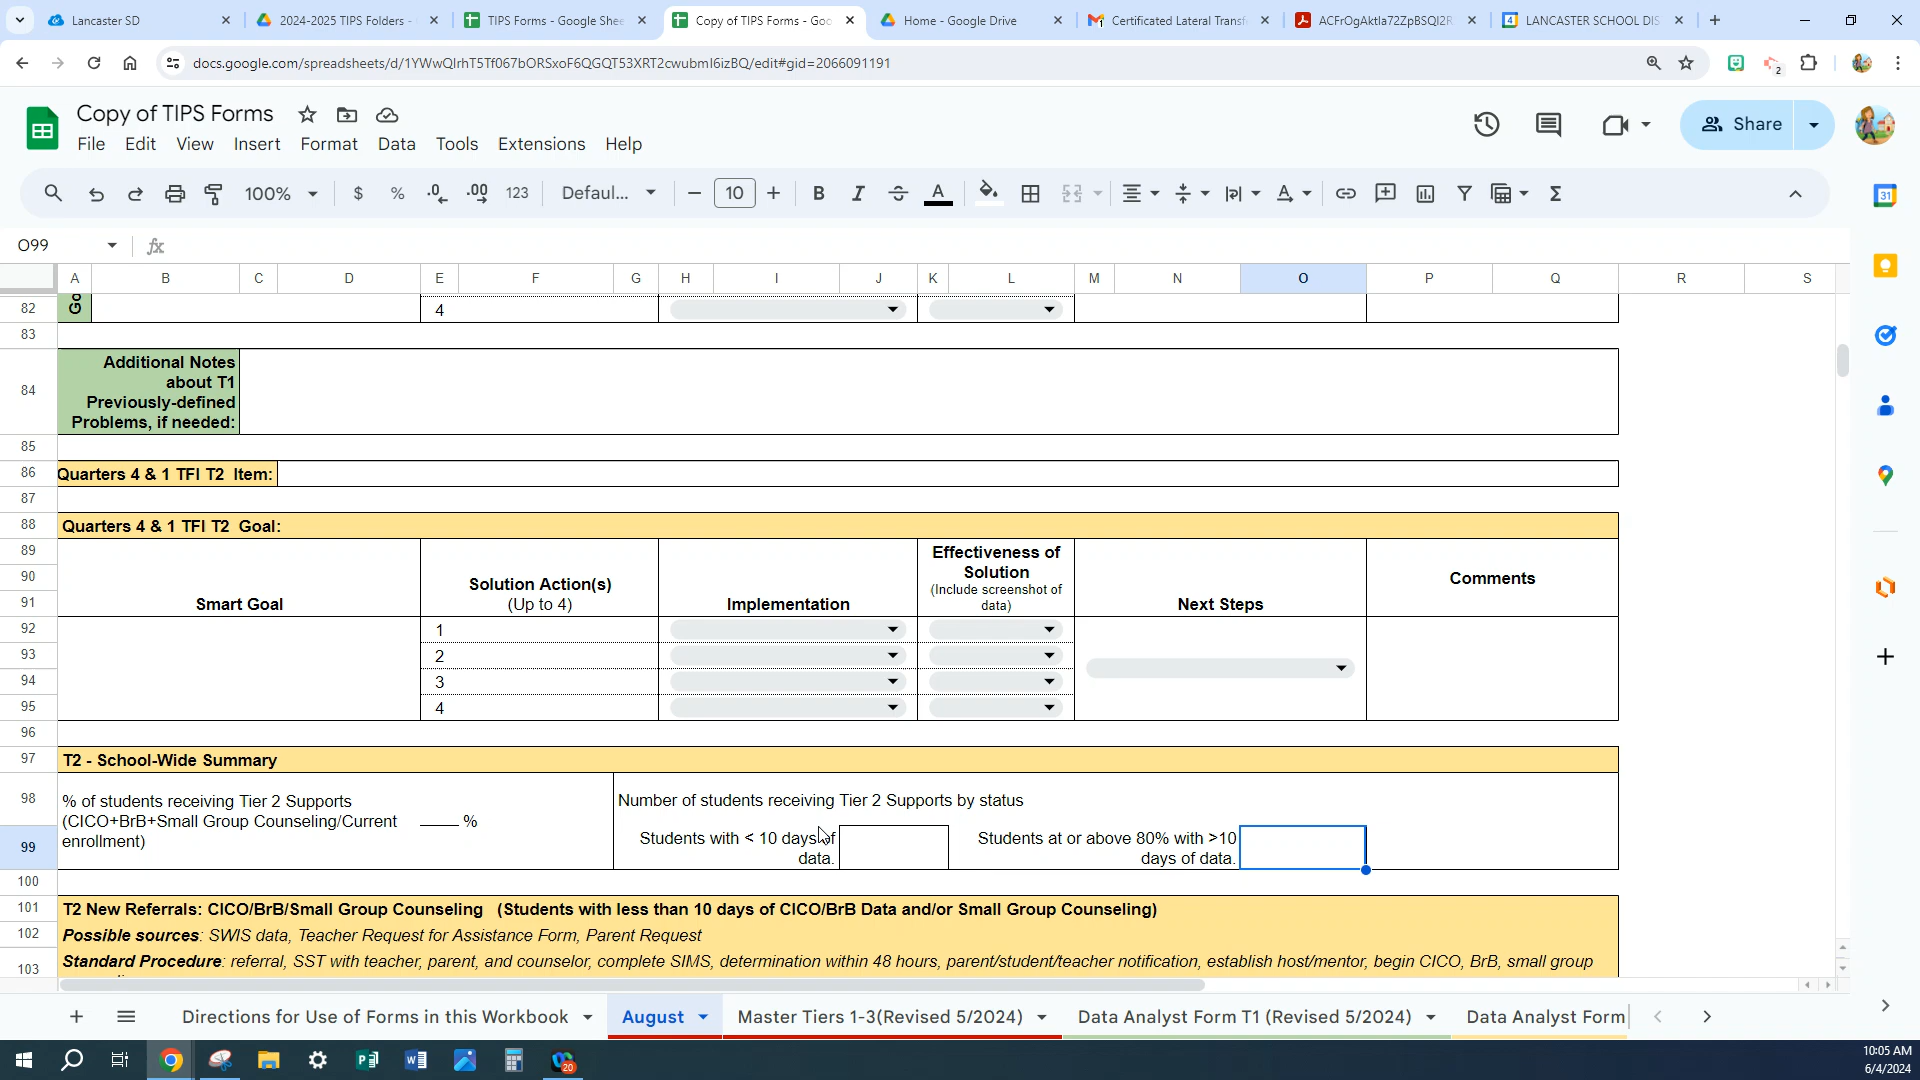 Lancaster SD
2024-2025 TIPS Folders -
TIPS Forms - Google Shee
Copy of TIPS Forms - Goo
Home - Google Drive
Certificated Lateral Transf
ACFrOgAktla72ZpBSQI2R
LANCASTER SCHOOL DIS
docs.google.com/spreadsheets/d/1YWwQlrhT5Tf067bORSxoF6QGQT53XRT2cwubmI6izBQ/edit#gid=2066091191
2
Copy of TIPS Forms
File Edit View Insert Format Data Tools Extensions Help
Share
100%
$ % .0 .00 123
Defaul...
10
B I S A
O99
fx
A B C D E F G H I J K L M N O P Q R S
82 Go 4
83
84
Additional Notes
about T1
Previously-defined
Problems, if needed:
85
86 Quarters 4 & 1 TFI T2 Item:
87
88 Quarters 4 & 1 TFI T2 Goal:
89
90
91
Smart Goal
Solution Action(s)
(Up to 4)
Implementation
Effectiveness of
Solution
(Include screenshot of
data)
Next Steps
Comments
92 1
93 2
94 3
95 4
96
97 T2 - School-Wide Summary
98
% of students receiving Tier 2 Supports
(CICO+BrB+Small Group Counseling/Current
enrollment)
____ %
Number of students receiving Tier 2 Supports by status
99
Students with < 10 days of
data.
Students at or above 80% with >10
days of data.
100
101 T2 New Referrals: CICO/BrB/Small Group Counseling (Students with less than 10 days of CICO/BrB Data and/or Small Group Counseling)
102 Possible sources: SWIS data, Teacher Request for Assistance Form, Parent Request
103 Standard Procedure: referral, SST with teacher, parent, and counselor, complete SIMS, determination within 48 hours, parent/student/teacher notification, establish host/mentor, begin CICO, BrB, small group
Directions for Use of Forms in this Workbook
August
Master Tiers 1-3(Revised 5/2024)
Data Analyst Form T1 (Revised 5/2024)
Data Analyst Form
31
20
10:05 AM
6/4/2024